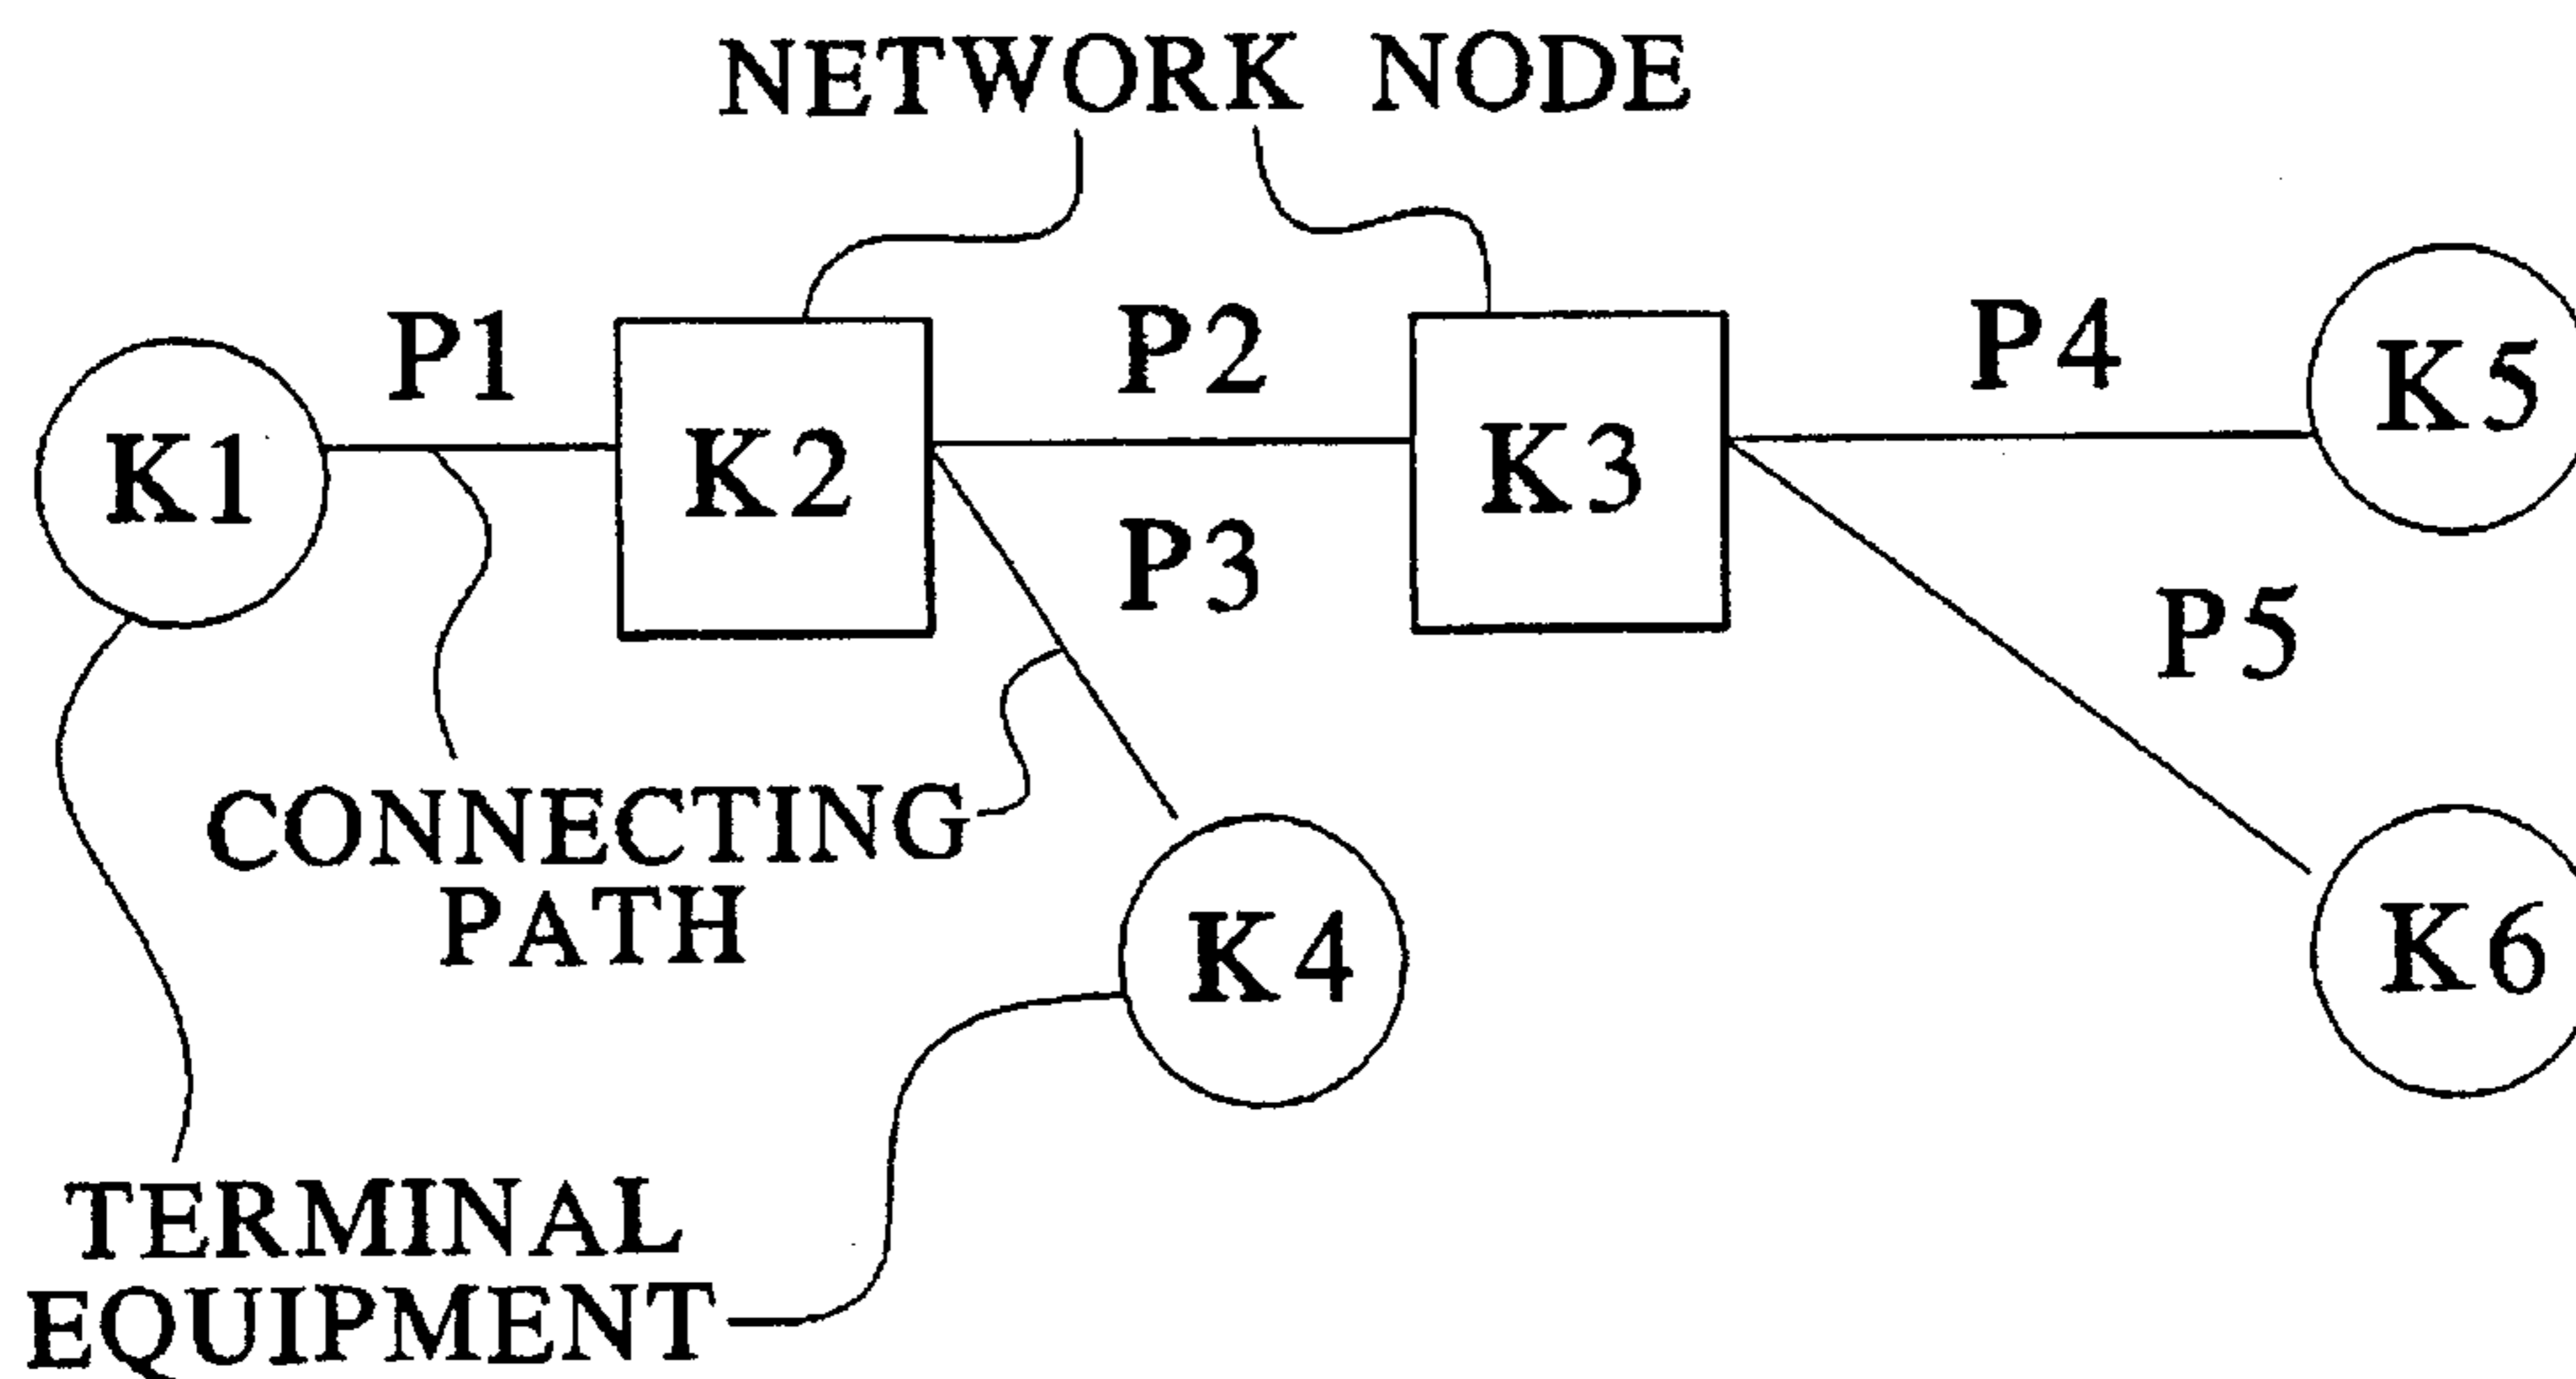 NETWORK NODE
P1
P2
P4
K5
K1
K2
K3
P3
P5
CONNECTING
PATH
K4
K6
TERMINAL
EQUIPMENT